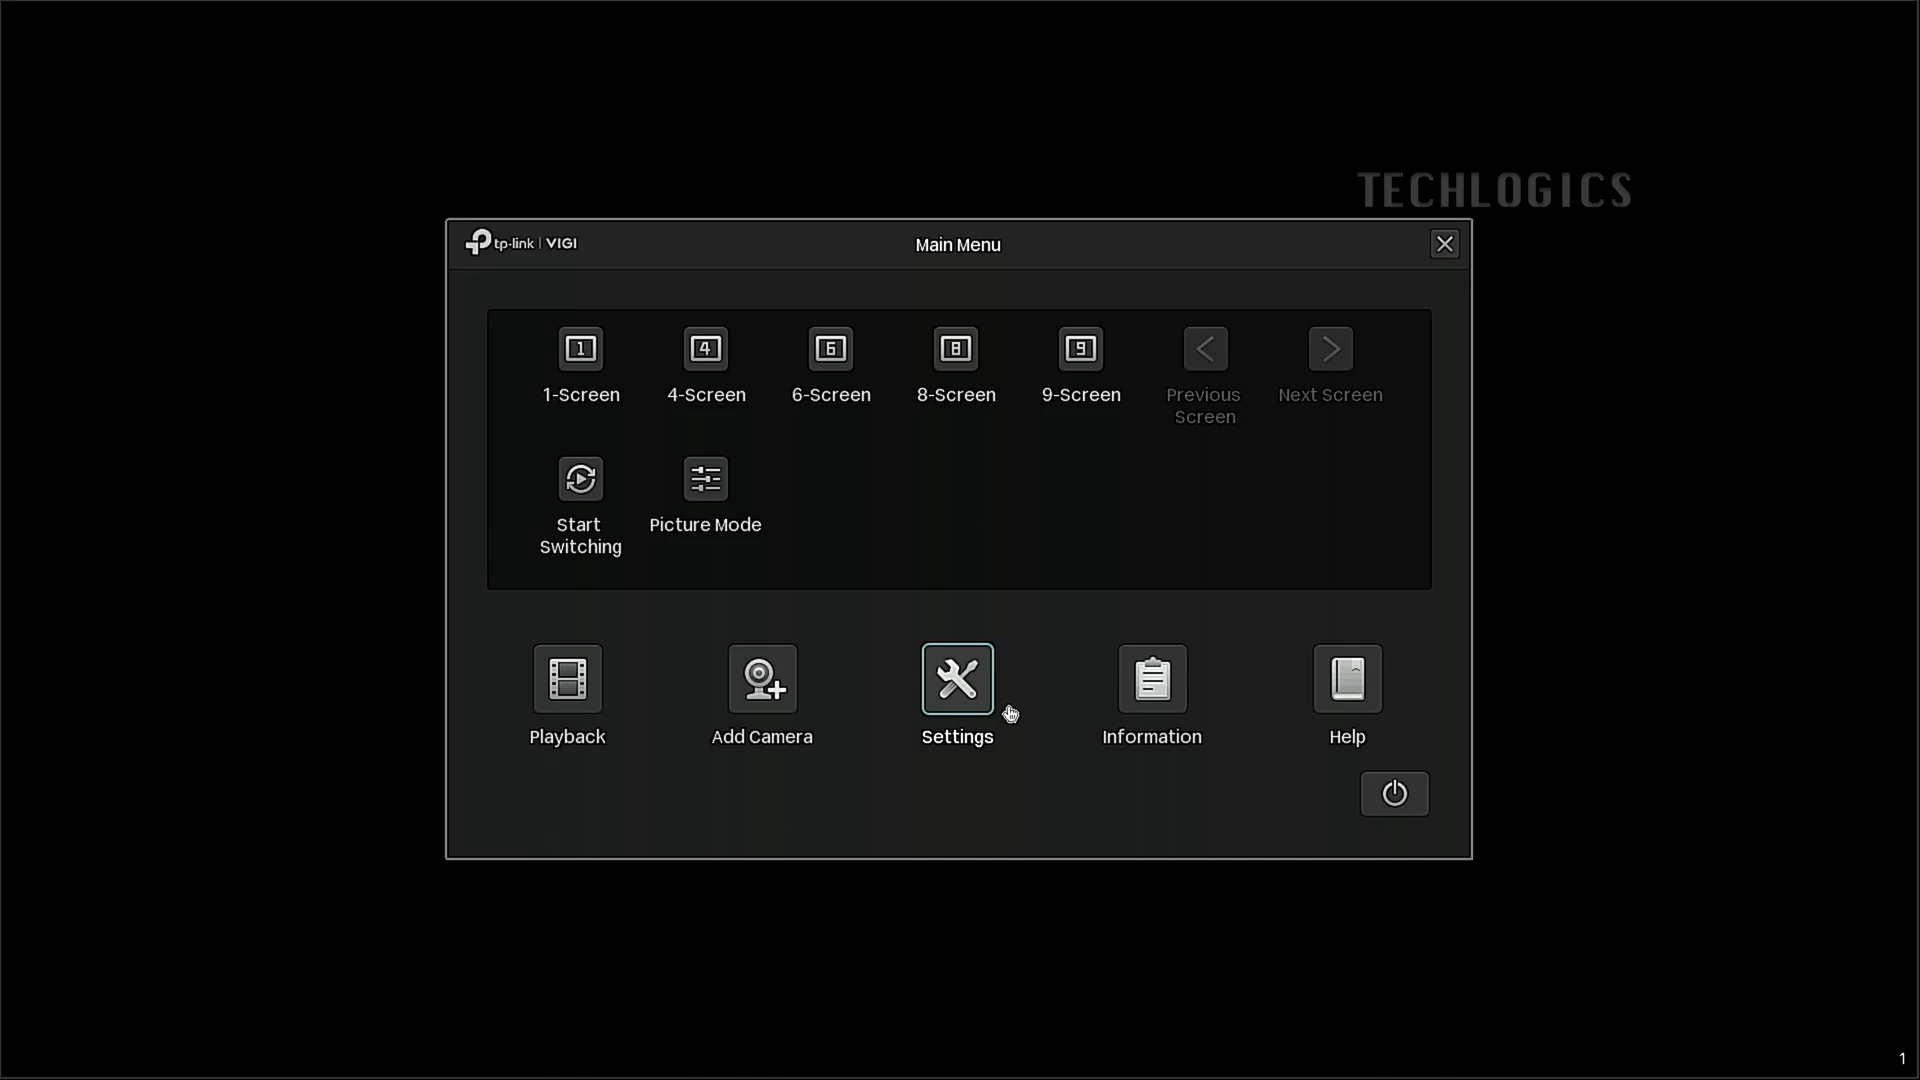 TECHLOGICS
tp-link | VIGI
Main Menu
1
4
6
8
9
1-Screen
4-Screen
6-Screen
8-Screen
9-Screen
Previous
Screen
Next Screen
Start
Switching
Picture Mode
Playback
Add Camera
Settings
Information
Help
1